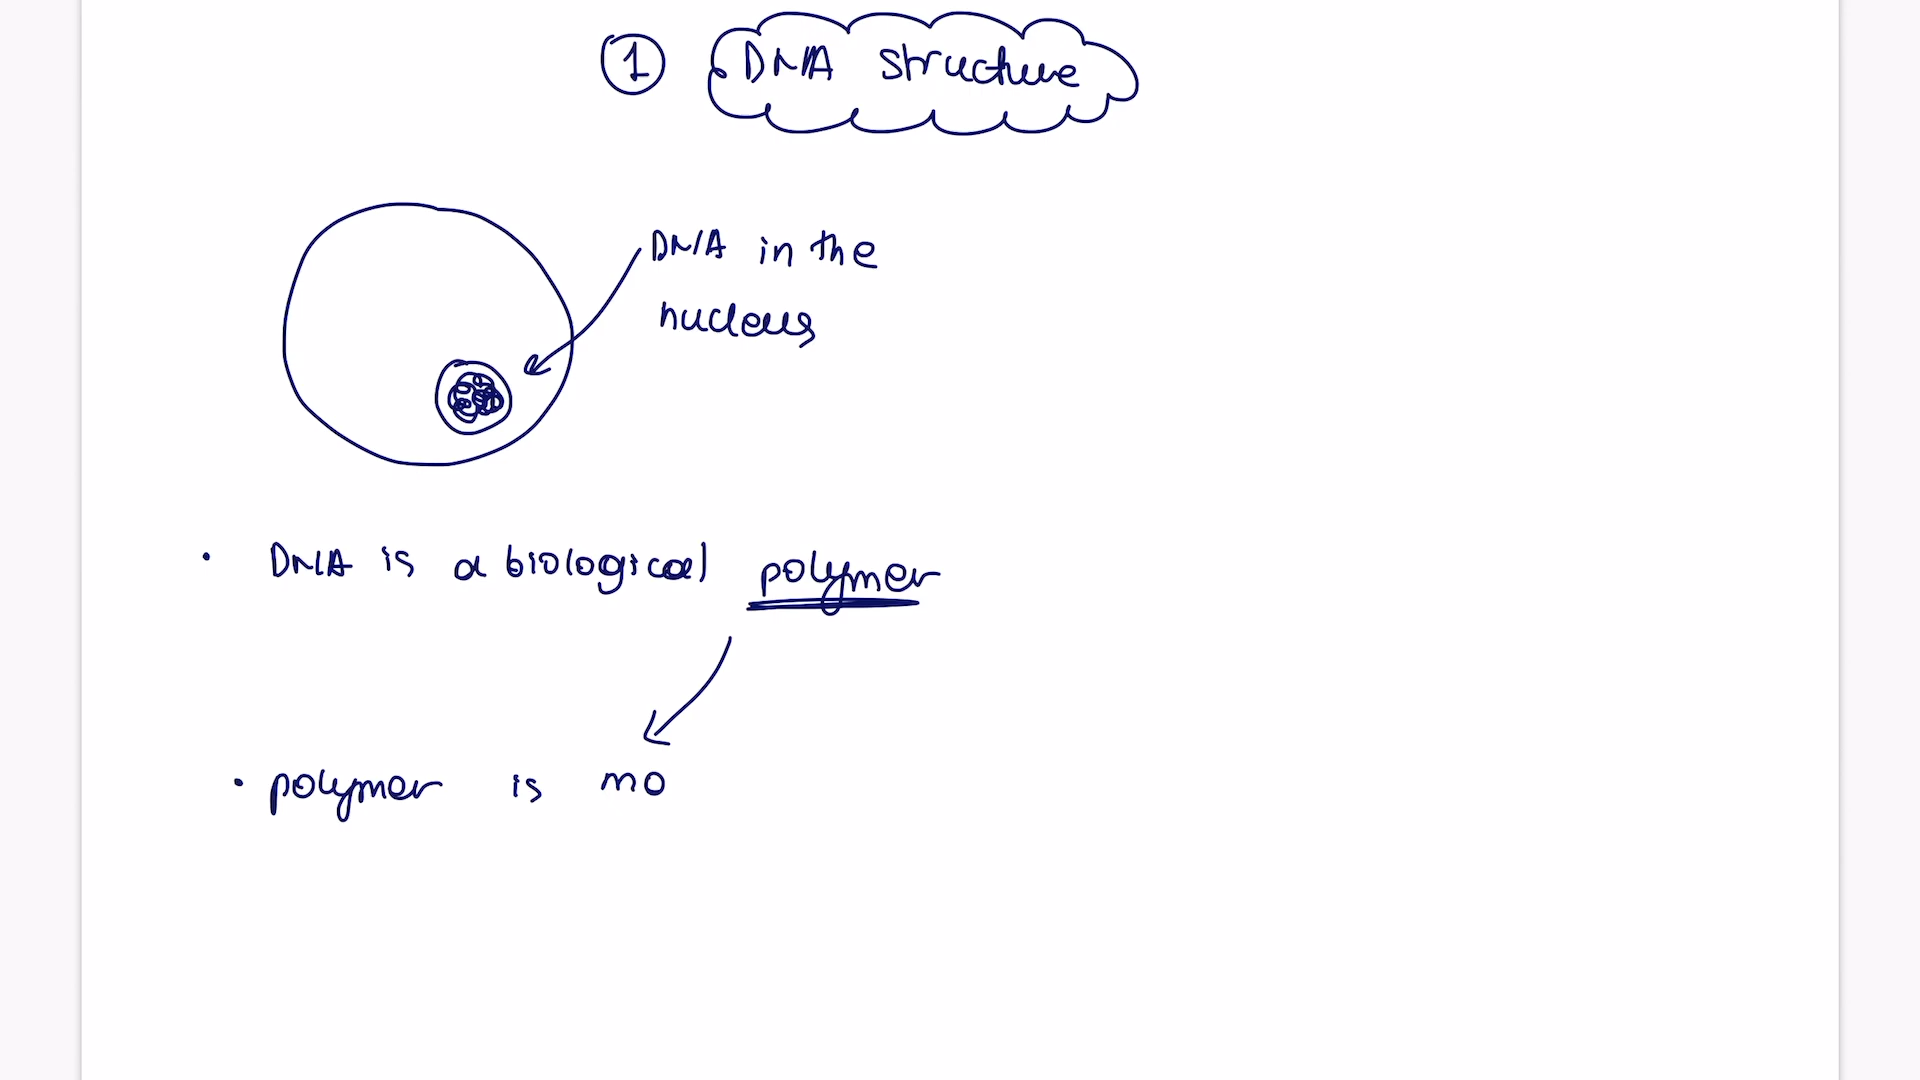 1 DNA structure
DNA in the
nucleus
• DNA is a biological polymer
• polymer is mo